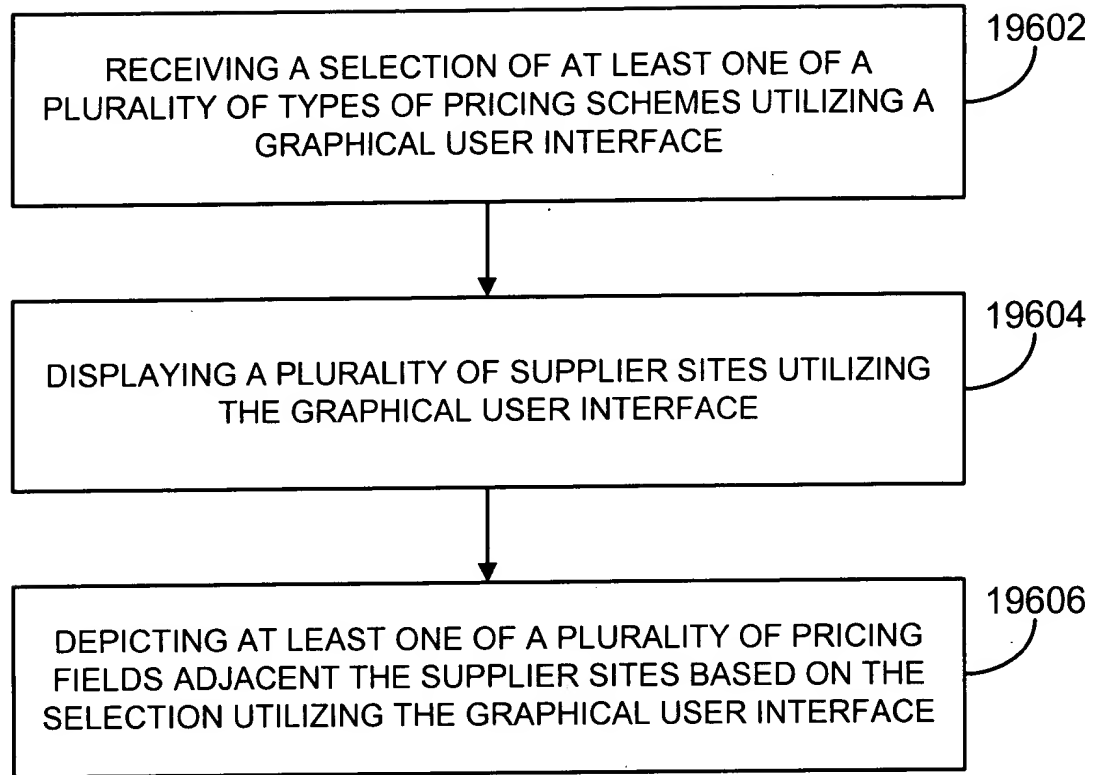 19602
RECEIVING A SELECTION OF AT LEAST ONE OF A
PLURALITY OF TYPES OF PRICING SCHEMES UTILIZING A
GRAPHICAL USER INTERFACE
19604
DISPLAYING A PLURALITY OF SUPPLIER SITES UTILIZING
THE GRAPHICAL USER INTERFACE
19606
DEPICTING AT LEAST ONE OF A PLURALITY OF PRICING
FIELDS ADJACENT THE SUPPLIER SITES BASED ON THE
SELECTION UTILIZING THE GRAPHICAL USER INTERFACE